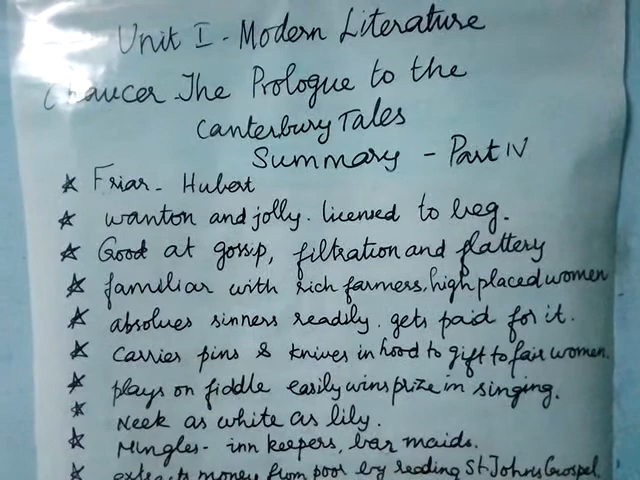 Unit I - Modern Literature
Chaucer - The Prologue to the
Canterbury Tales
Summary - Part IV
★ Friar - Hubert
★ wanton and jolly. licensed to beg.
★ Good at gossip, filtration and flattery
★ familiar with rich farmers, high placed women
★ absolves sinners readily. gets paid for it.
★ Carries pins & knives in hood to gift to fair women.
★ plays on fiddle easily wins prize in singing.
★ Neek as white as lily.
★ Mingles - inn keepers, bar maids.
★ extracts money from poor by reading St. Johns Gospel.